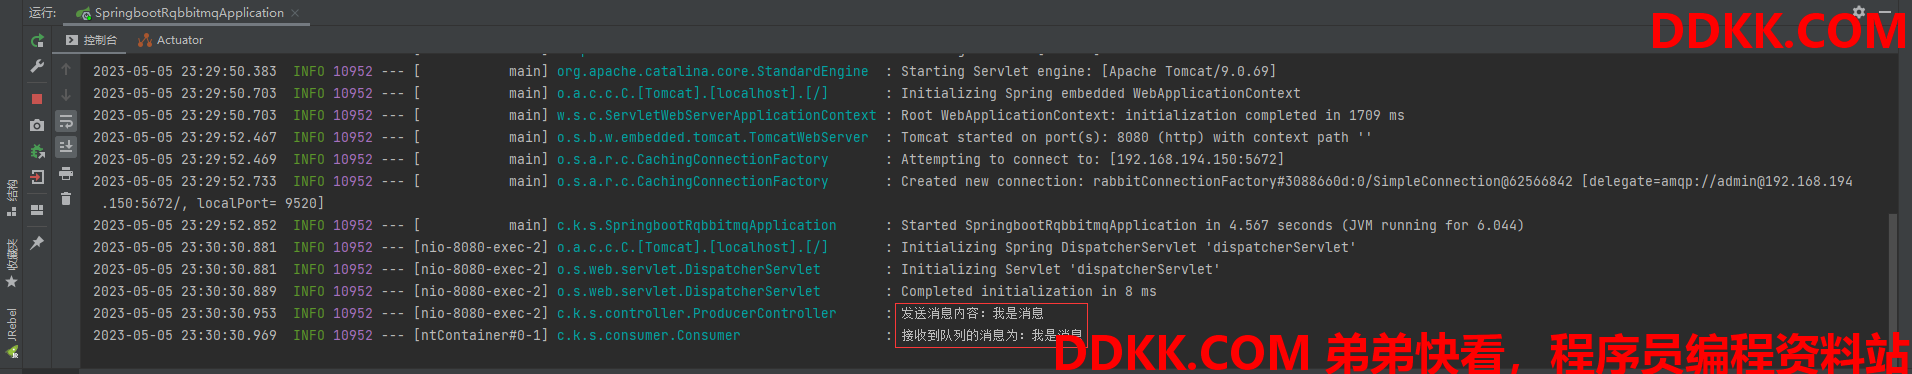 运行: SpringbootRqbbitmqApplication
DDKK.COM
控制台 Actuator
2023-05-05 23:29:50.383 INFO 10952 --- [ main] org.apache.catalina.core.StandardEngine : Starting Servlet engine: [Apache Tomcat/9.0.69]
2023-05-05 23:29:50.703 INFO 10952 --- [ main] o.a.c.c.C.[Tomcat].[localhost].[/] : Initializing Spring embedded WebApplicationContext
2023-05-05 23:29:50.703 INFO 10952 --- [ main] w.s.c.ServletWebServerApplicationContext : Root WebApplicationContext: initialization completed in 1709 ms
2023-05-05 23:29:52.467 INFO 10952 --- [ main] o.s.b.w.embedded.tomcat.TomcatWebServer : Tomcat started on port(s): 8080 (http) with context path ''
2023-05-05 23:29:52.469 INFO 10952 --- [ main] o.s.a.r.c.CachingConnectionFactory : Attempting to connect to: [192.168.194.150:5672]
2023-05-05 23:29:52.733 INFO 10952 --- [ main] o.s.a.r.c.CachingConnectionFactory : Created new connection: rabbitConnectionFactory#3088660d:0/SimpleConnection@62566842 [delegate=amqp://admin@192.168.194
.150:5672/, localPort= 9520]
2023-05-05 23:29:52.852 INFO 10952 --- [ main] c.k.s.SpringbootRqbbitmqApplication : Started SpringbootRqbbitmqApplication in 4.567 seconds (JVM running for 6.044)
2023-05-05 23:30:30.881 INFO 10952 --- [nio-8080-exec-2] o.a.c.c.C.[Tomcat].[localhost].[/] : Initializing Spring DispatcherServlet 'dispatcherServlet'
2023-05-05 23:30:30.881 INFO 10952 --- [nio-8080-exec-2] o.s.web.servlet.DispatcherServlet : Initializing Servlet 'dispatcherServlet'
2023-05-05 23:30:30.889 INFO 10952 --- [nio-8080-exec-2] o.s.web.servlet.DispatcherServlet : Completed initialization in 8 ms
2023-05-05 23:30:30.953 INFO 10952 --- [nio-8080-exec-2] c.k.s.controller.ProducerController : 发送消息内容: 我是消息
2023-05-05 23:30:30.969 INFO 10952 --- [ntContainer#0-1] c.k.s.consumer.Consumer : 接收到队列的消息为: 我是消息
结构
收藏夹
JRebel
DDKK.COM 弟弟快看，程序员编程资料站